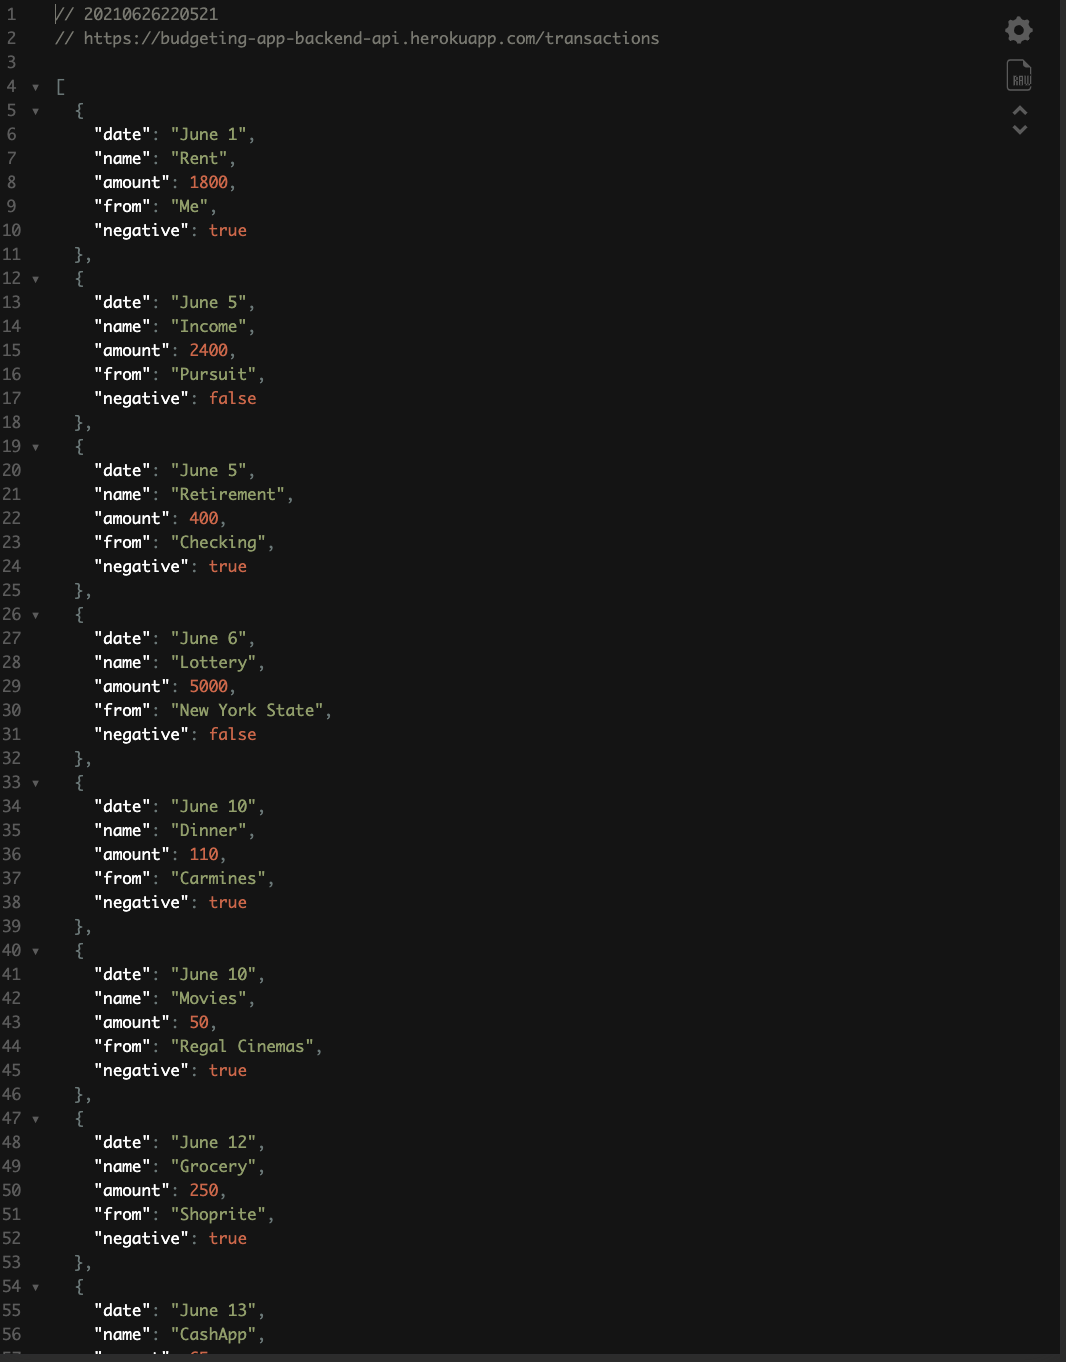 1 // 20210626220521
2 // https://budgeting-app-backend-api.herokuapp.com/transactions
3
4 [
5 {
6 "date": "June 1",
7 "name": "Rent",
8 "amount": 1800,
9 "from": "Me",
10 "negative": true
11 },
12 {
13 "date": "June 5",
14 "name": "Income",
15 "amount": 2400,
16 "from": "Pursuit",
17 "negative": false
18 },
19 {
20 "date": "June 5",
21 "name": "Retirement",
22 "amount": 400,
23 "from": "Checking",
24 "negative": true
25 },
26 {
27 "date": "June 6",
28 "name": "Lottery",
29 "amount": 5000,
30 "from": "New York State",
31 "negative": false
32 },
33 {
34 "date": "June 10",
35 "name": "Dinner",
36 "amount": 110,
37 "from": "Carmines",
38 "negative": true
39 },
40 {
41 "date": "June 10",
42 "name": "Movies",
43 "amount": 50,
44 "from": "Regal Cinemas",
45 "negative": true
46 },
47 {
48 "date": "June 12",
49 "name": "Grocery",
50 "amount": 250,
51 "from": "Shoprite",
52 "negative": true
53 },
54 {
55 "date": "June 13",
56 "name": "CashApp",
RAW